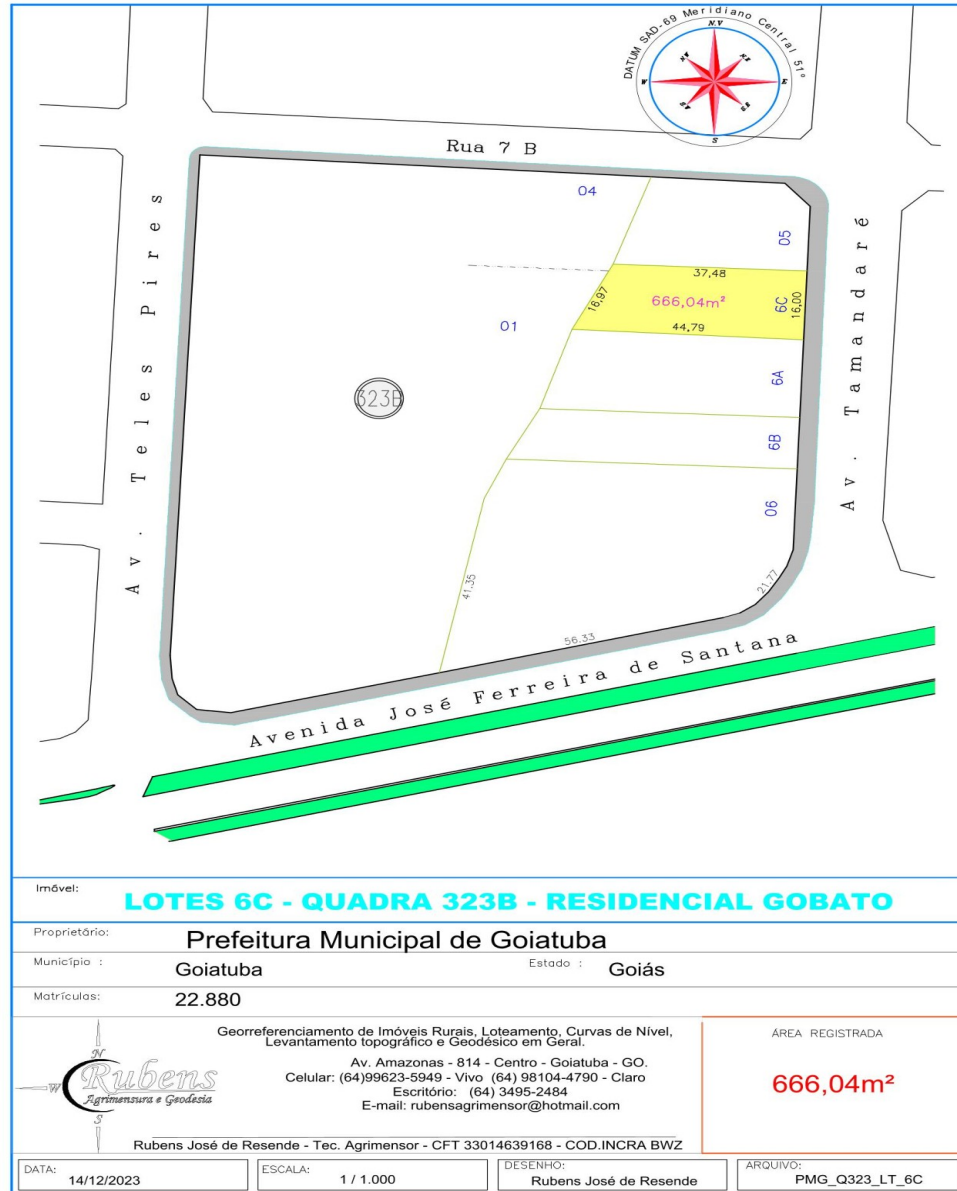 DATUM SAD-69 Meridiano Central 51º
N.V
NV
NE
W
E
SV
SE
S
Rua 7 B
Av. Teles Pires
Av. Tamandaré
04
05
37,48
16,97
666,04m²
6C
16,00
01
44,79
323B
6A
6B
06
41,35
21,77
56,33
Avenida José Ferreira de Santana
Imóvel:
LOTES 6C - QUADRA 323B - RESIDENCIAL GOBATO
Proprietário:
Prefeitura Municipal de Goiatuba
Município :
Goiatuba
Estado :
Goiás
Matrículas:
22.880
N
W
S
Rubens
Agrimensura e Geodesia
Georreferenciamento de Imóveis Rurais, Loteamento, Curvas de Nível,
Levantamento topográfico e Geodésico em Geral.
Av. Amazonas - 814 - Centro - Goiatuba - GO.
Celular: (64)99623-5949 - Vivo (64) 98104-4790 - Claro
Escritório: (64) 3495-2484
E-mail: rubensagrimensor@hotmail.com
Rubens José de Resende - Tec. Agrimensor - CFT 33014639168 - COD.INCRA BWZ
ÁREA REGISTRADA
666,04m²
DATA:
14/12/2023
ESCALA:
1 / 1.000
DESENHO:
Rubens José de Resende
ARQUIVO:
PMG_Q323_LT_6C